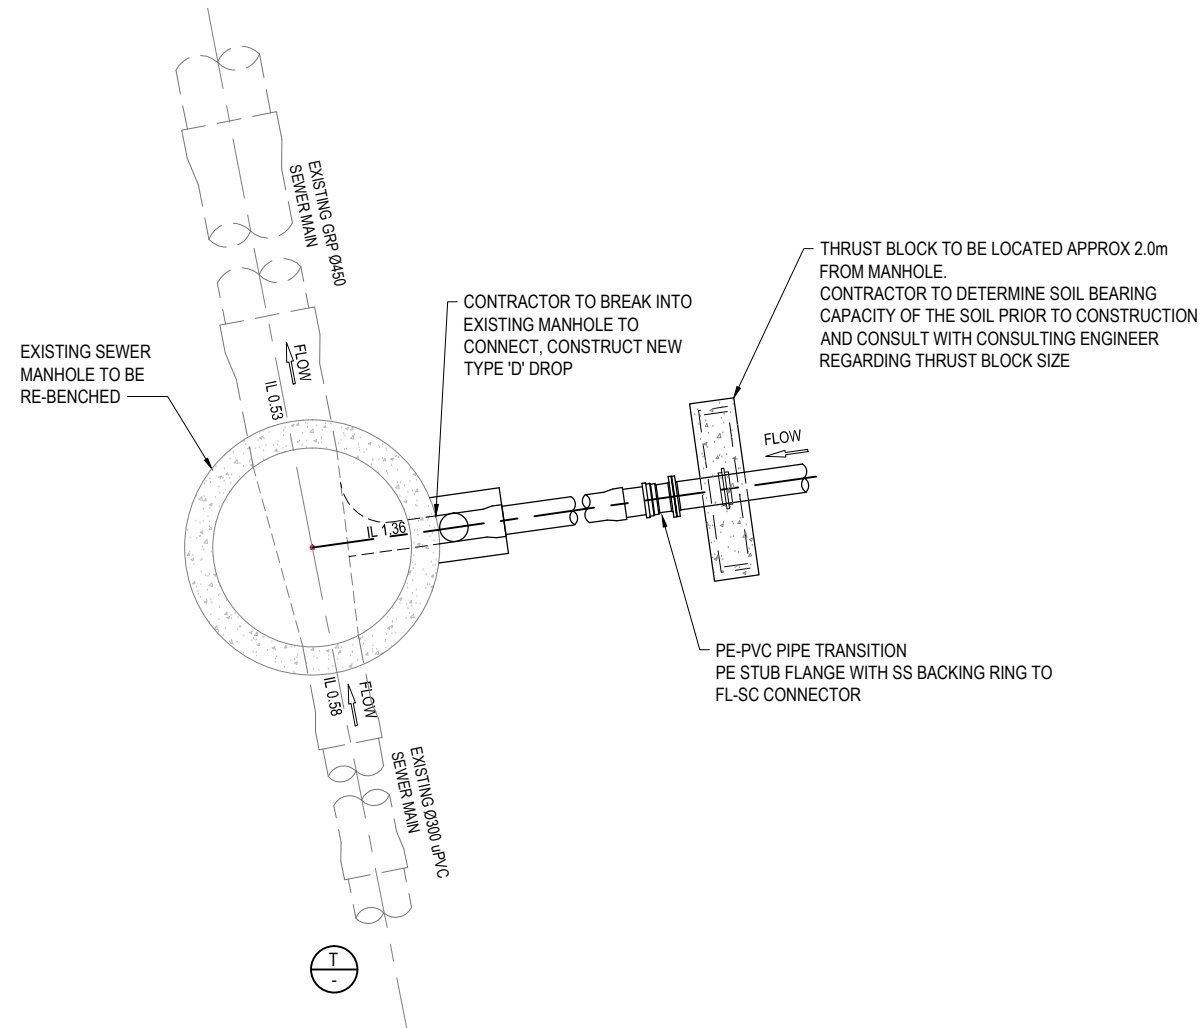 EXISTING GRP Ø450
SEWER MAIN
THRUST BLOCK TO BE LOCATED APPROX 2.0m
FROM MANHOLE.
CONTRACTOR TO DETERMINE SOIL BEARING
CAPACITY OF THE SOIL PRIOR TO CONSTRUCTION
AND CONSULT WITH CONSULTING ENGINEER
REGARDING THRUST BLOCK SIZE
CONTRACTOR TO BREAK INTO
EXISTING MANHOLE TO
CONNECT, CONSTRUCT NEW
TYPE 'D' DROP
EXISTING SEWER
MANHOLE TO BE
RE-BENCHED
FLOW
IL 0.53
FLOW
IL 1.36
PE-PVC PIPE TRANSITION
PE STUB FLANGE WITH SS BACKING RING TO
FL-SC CONNECTOR
FLOW
IL 0.58
EXISTING Ø300 uPVC
SEWER MAIN
T
-